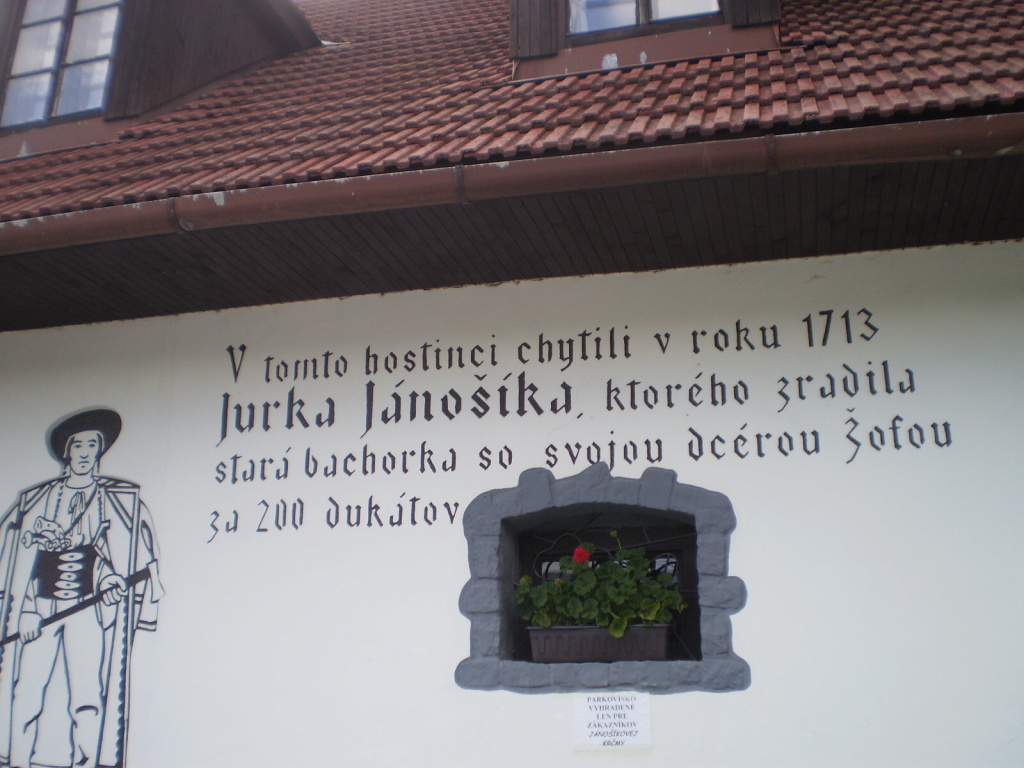 V tomto hostinci chytili v roku 1713
Jurka Jánošíka, ktorého zradila
stará bachorka so svojou dcérou Žofou
za 200 dukátov
PARKOVISKO
VYHRADENÉ
LEN PRE
ZÁKAZNÍKOV
JÁNOŠÍKOVEJ
KRČMY